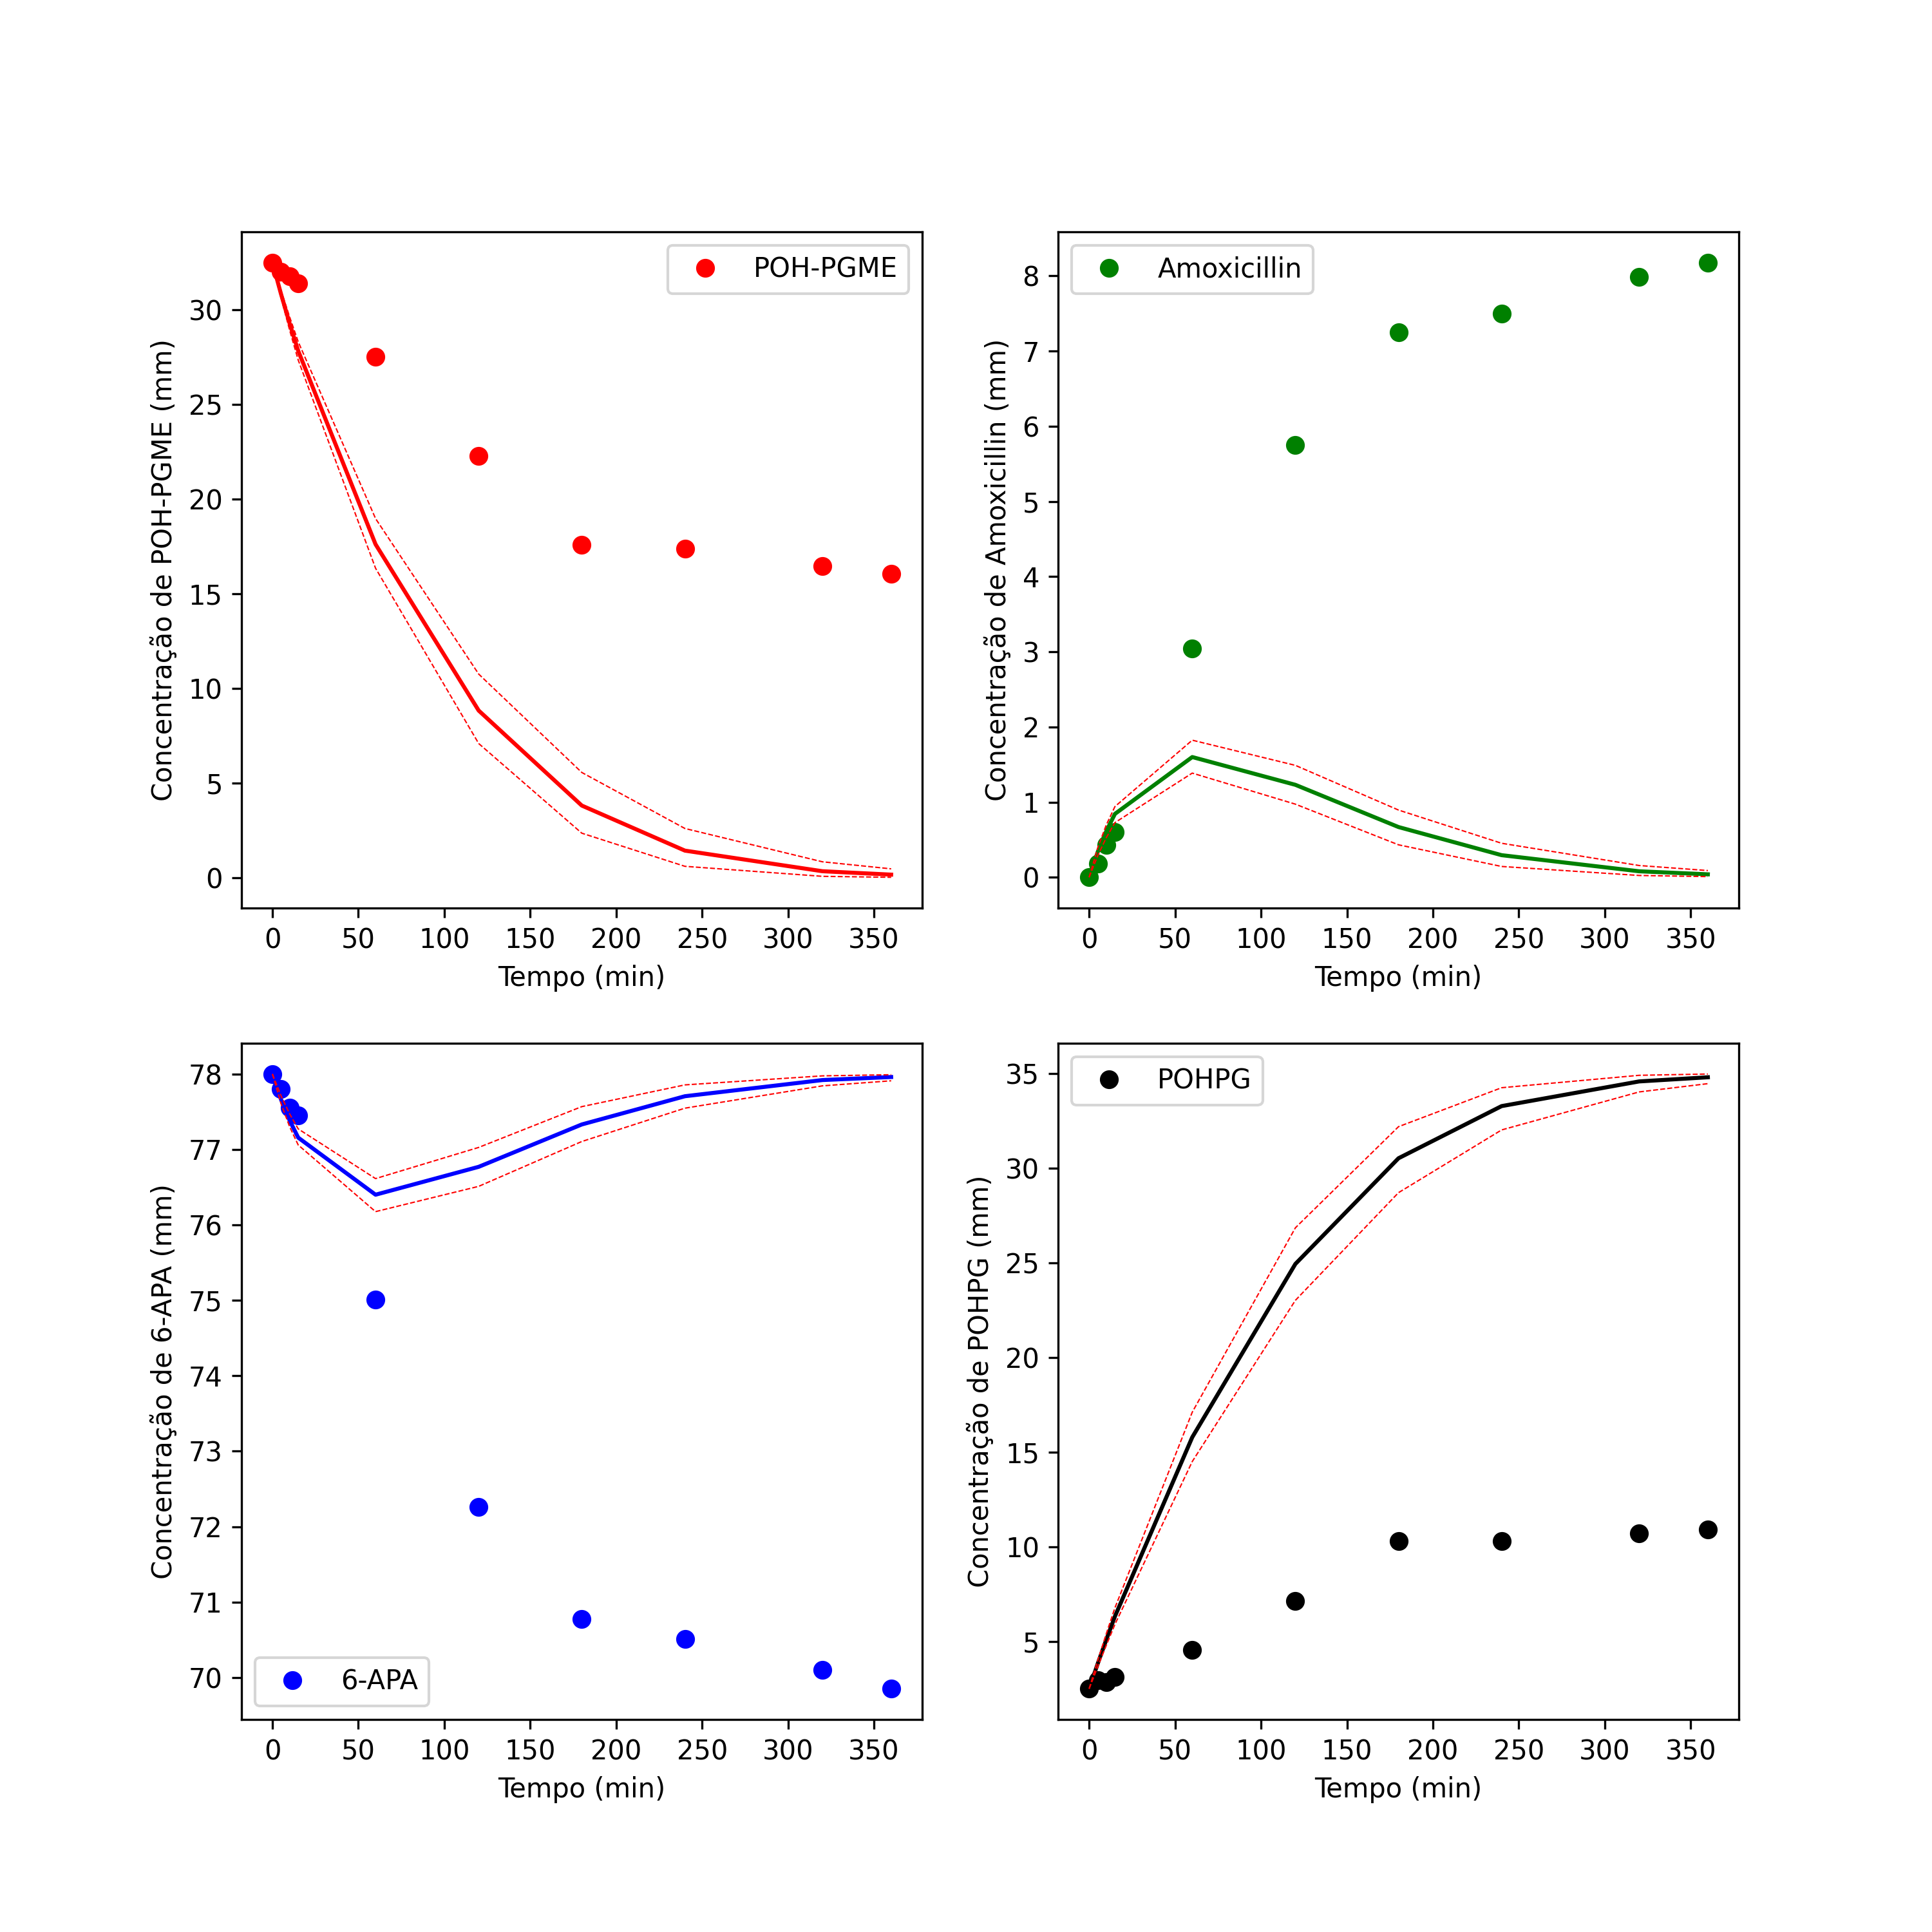 POH-PGME
Concentração de POH-PGME (mm)
30
25
20
15
10
5
0
0 50 100 150 200 250 300 350
Tempo (min)
Amoxicillin
Concentração de Amoxicillin (mm)
8
7
6
5
4
3
2
1
0
0 50 100 150 200 250 300 350
Tempo (min)
Concentração de 6-APA (mm)
78
77
76
75
74
73
72
71
70
6-APA
0 50 100 150 200 250 300 350
Tempo (min)
POHPG
Concentração de POHPG (mm)
35
30
25
20
15
10
5
0 50 100 150 200 250 300 350
Tempo (min)